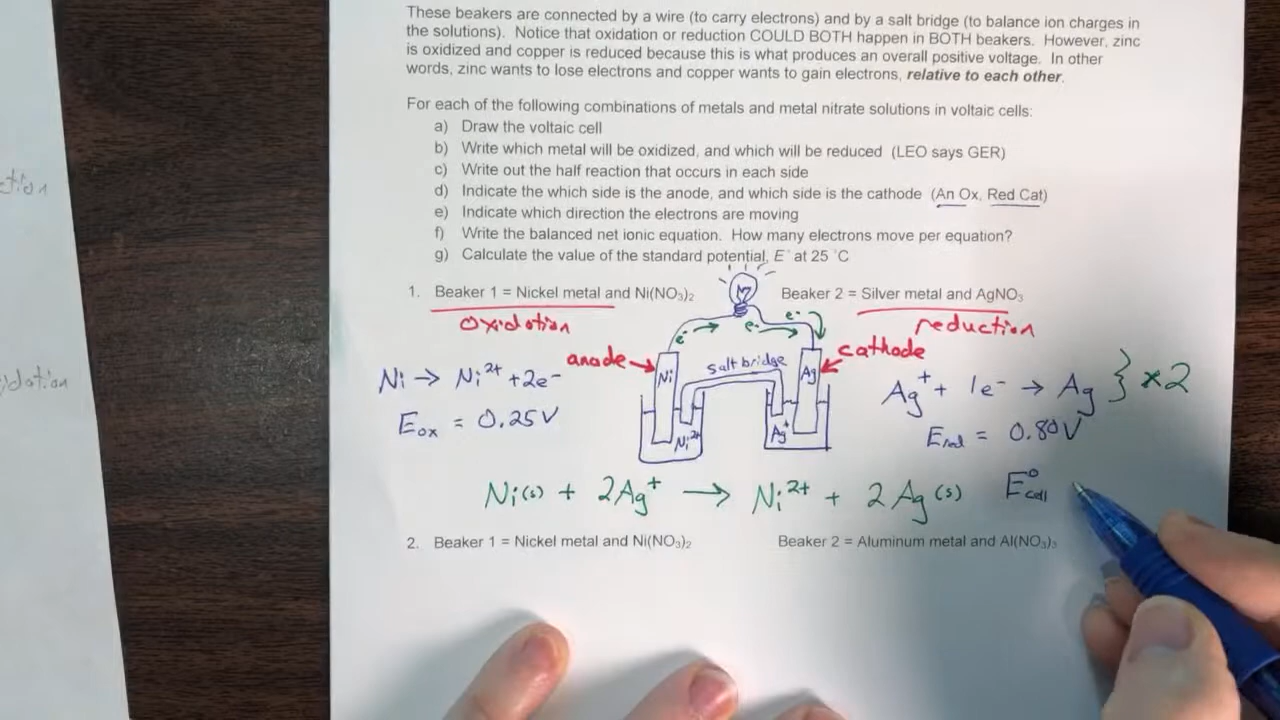 These beakers are connected by a wire (to carry electrons) and by a salt bridge (to balance ion charges in
the solutions). Notice that oxidation or reduction COULD BOTH happen in BOTH beakers. However, zinc
is oxidized and copper is reduced because this is what produces an overall positive voltage. In other
words, zinc wants to lose electrons and copper wants to gain electrons, relative to each other.
For each of the following combinations of metals and metal nitrate solutions in voltaic cells:
a) Draw the voltaic cell
b) Write which metal will be oxidized, and which will be reduced (LEO says GER)
c) Write out the half reaction that occurs in each side
d) Indicate the which side is the anode, and which side is the cathode (An Ox, Red Cat)
e) Indicate which direction the electrons are moving
f) Write the balanced net ionic equation. How many electrons move per equation?
g) Calculate the value of the standard potential, E° at 25 °C
1. Beaker 1 = Nickel metal and Ni(NO₃)₂ Beaker 2 = Silver metal and AgNO₃
oxidation reduction
e⁻ e⁻ e⁻
anode salt bridge cathode
Ni → Ni²⁺ + 2e⁻ Ni Ag Ag⁺ + 1e⁻ → Ag } x2
Eox = 0.25V Ni²⁺ Ag⁺ Ered = 0.80V
Ni(s) + 2Ag⁺ → Ni²⁺ + 2Ag(s) E°cell
2. Beaker 1 = Nickel metal and Ni(NO₃)₂ Beaker 2 = Aluminum metal and Al(NO₃)₃